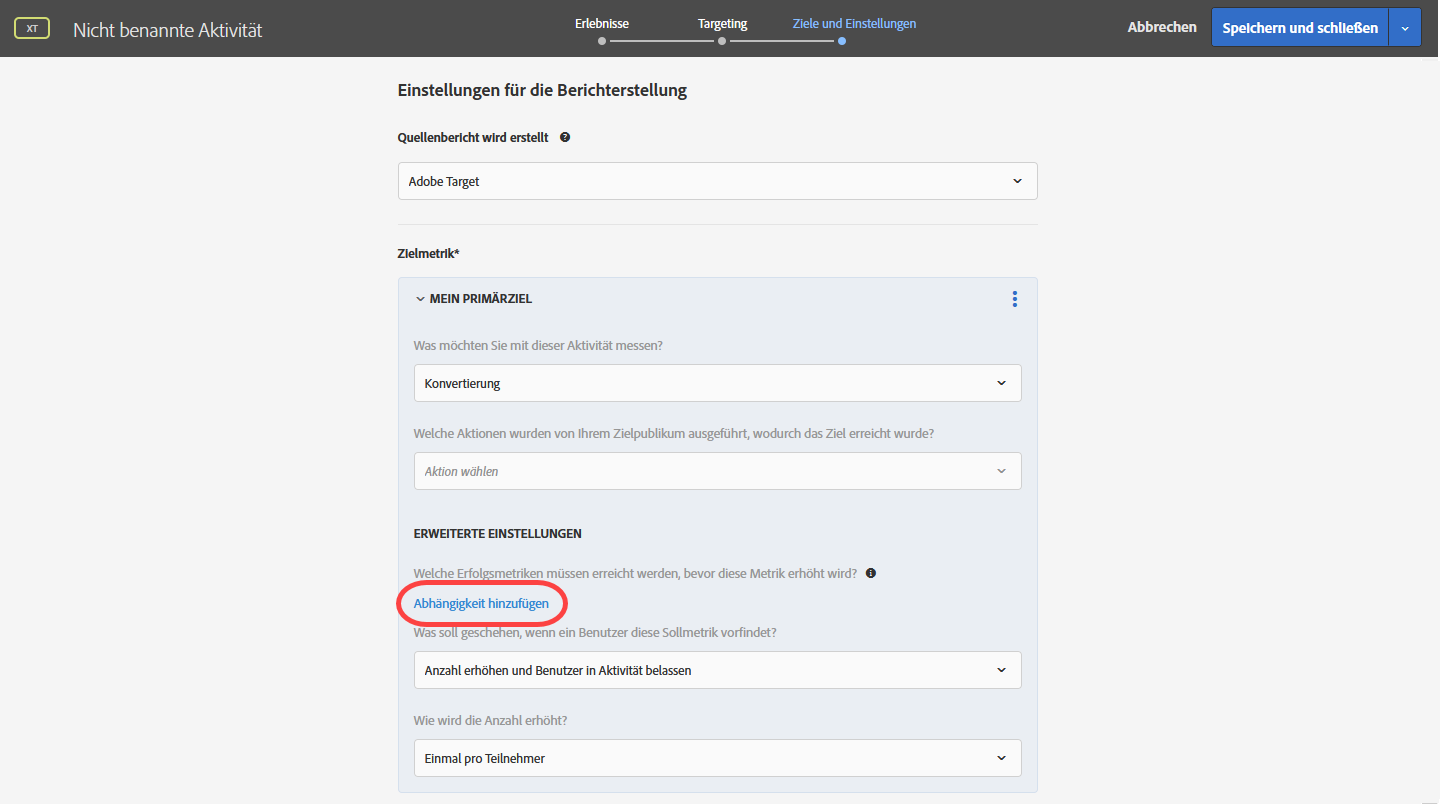 XT
Nicht benannte Aktivität
Erlebnisse
Targeting
Ziele und Einstellungen
Abbrechen
Speichern und schließen
Einstellungen für die Berichterstellung
Quellenbericht wird erstellt
Adobe Target
Zielmetrik*
MEIN PRIMÄRZIEL
Was möchten Sie mit dieser Aktivität messen?
Konvertierung
Welche Aktionen wurden von Ihrem Zielpublikum ausgeführt, wodurch das Ziel erreicht wurde?
Aktion wählen
ERWEITERTE EINSTELLUNGEN
Welche Erfolgsmetriken müssen erreicht werden, bevor diese Metrik erhöht wird?
Abhängigkeit hinzufügen
Was soll geschehen, wenn ein Benutzer diese Sollmetrik vorfindet?
Anzahl erhöhen und Benutzer in Aktivität belassen
Wie wird die Anzahl erhöht?
Einmal pro Teilnehmer